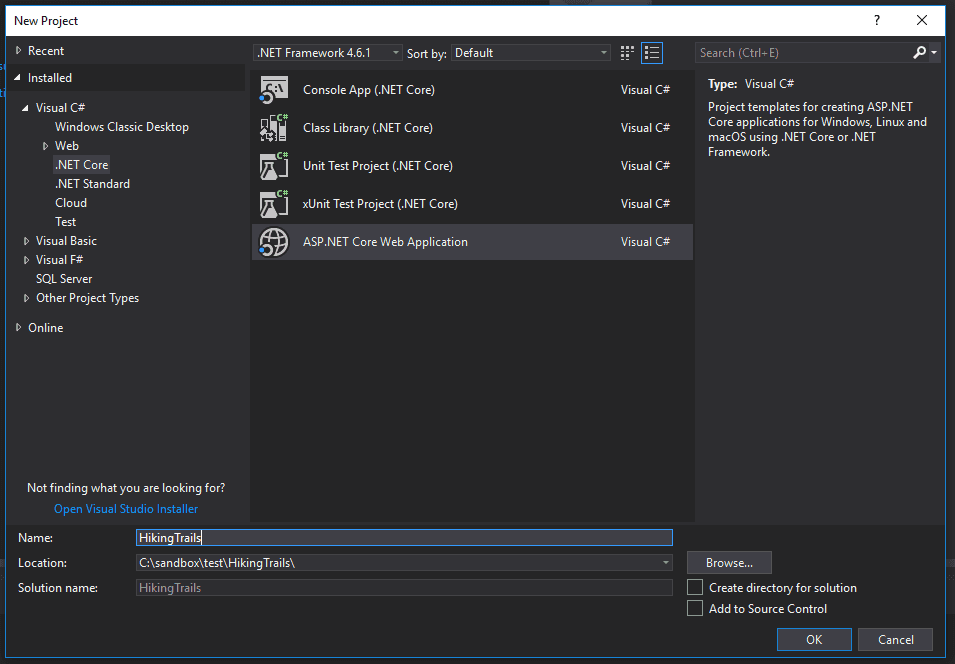 New Project
?
Recent
Installed
Visual C#
Windows Classic Desktop
Web
.NET Core
.NET Standard
Cloud
Test
Visual Basic
Visual F#
SQL Server
Other Project Types
Online
Not finding what you are looking for?
Open Visual Studio Installer
.NET Framework 4.6.1
Sort by: Default
Console App (.NET Core) Visual C#
Class Library (.NET Core) Visual C#
Unit Test Project (.NET Core) Visual C#
xUnit Test Project (.NET Core) Visual C#
ASP.NET Core Web Application Visual C#
Search (Ctrl+E)
Type: Visual C#
Project templates for creating ASP.NET
Core applications for Windows, Linux and
macOS using .NET Core or .NET
Framework.
Name: HikingTrails
Location: C:\sandbox\test\HikingTrails\
Browse...
Solution name: HikingTrails
Create directory for solution
Add to Source Control
OK
Cancel